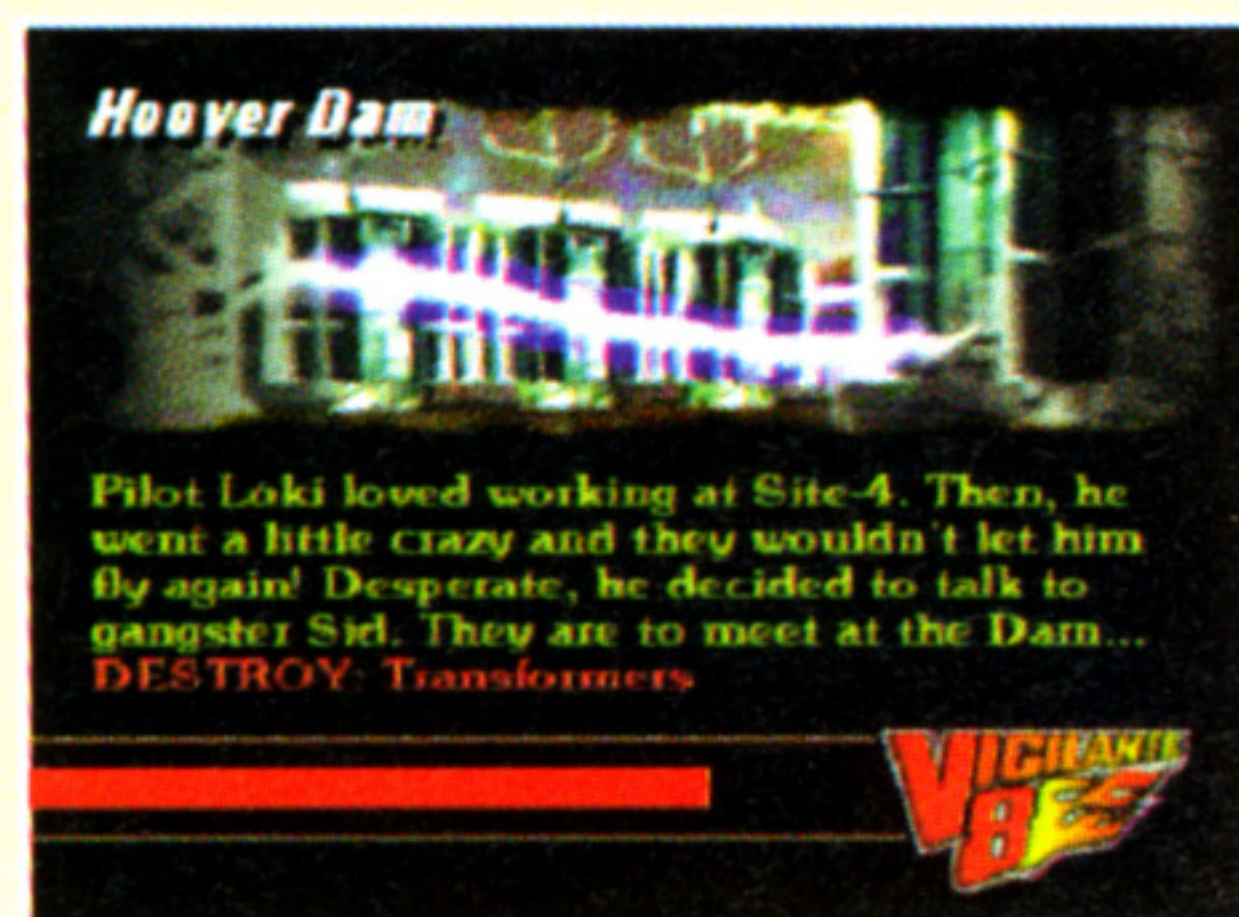 Hoover Dam
Pilot Loki loved working at Site-4. Then, he
went a little crazy and they wouldn't let him
fly again! Desperate, he decided to talk to
gangster Sid. They are to meet at the Dam...
DESTROY: Transformers
VIGILANTE
8